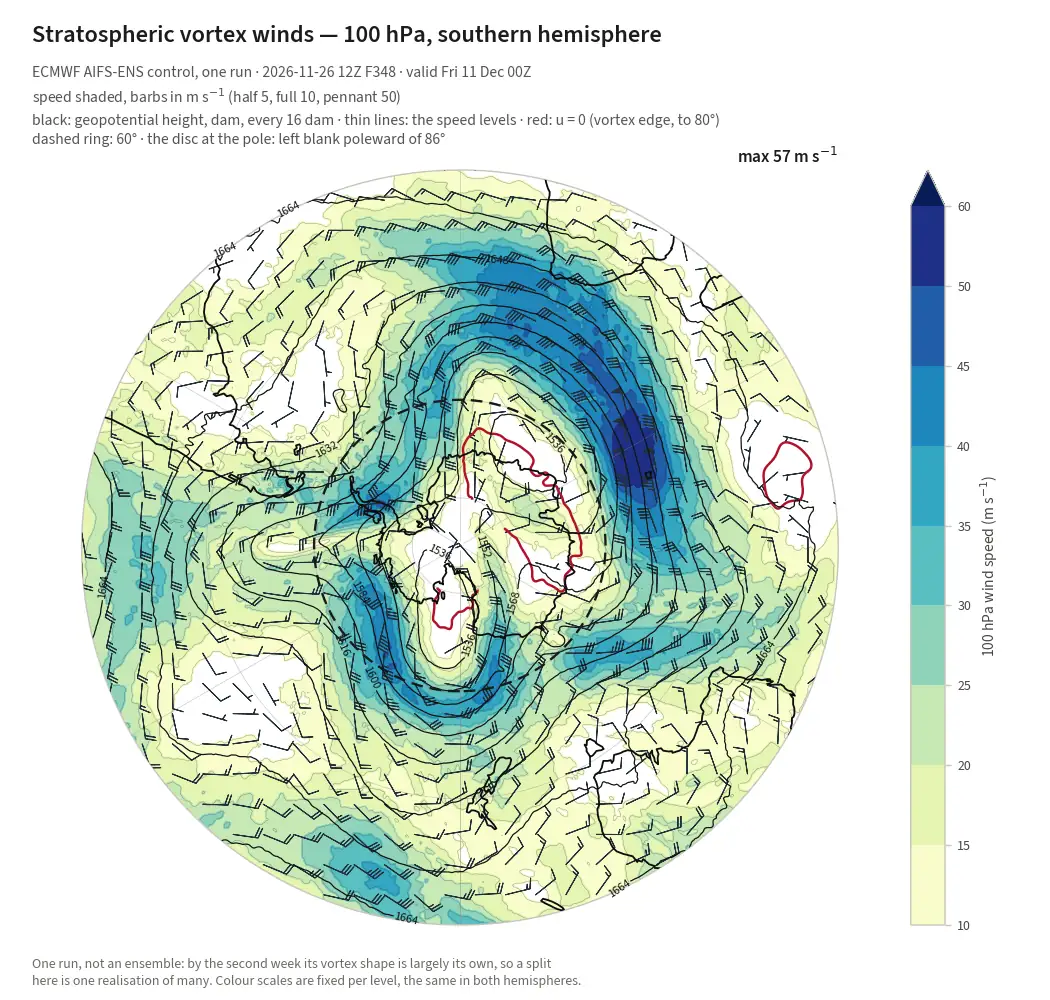 Stratospheric vortex winds — 100 hPa, southern hemisphere
ECMWF AIFS-ENS control, one run · 2026-11-26 12Z F348 · valid Fri 11 Dec 00Z
speed shaded, barbs in m s⁻¹ (half 5, full 10, pennant 50)
black: geopotential height, dam, every 16 dam · thin lines: the speed levels · red: u = 0 (vortex edge, to 80°)
dashed ring: 60° · the disc at the pole: left blank poleward of 86°
max 57 m s⁻¹
1664
1664
1648
60
50
45
40
35
30
25
20
15
10
100 hPa wind speed (m s⁻¹)
1632
1536
1536
1552
1664
1584
1568
1616
1536
1600
1664
1664
1664
One run, not an ensemble: by the second week its vortex shape is largely its own, so a split
here is one realisation of many. Colour scales are fixed per level, the same in both hemispheres.